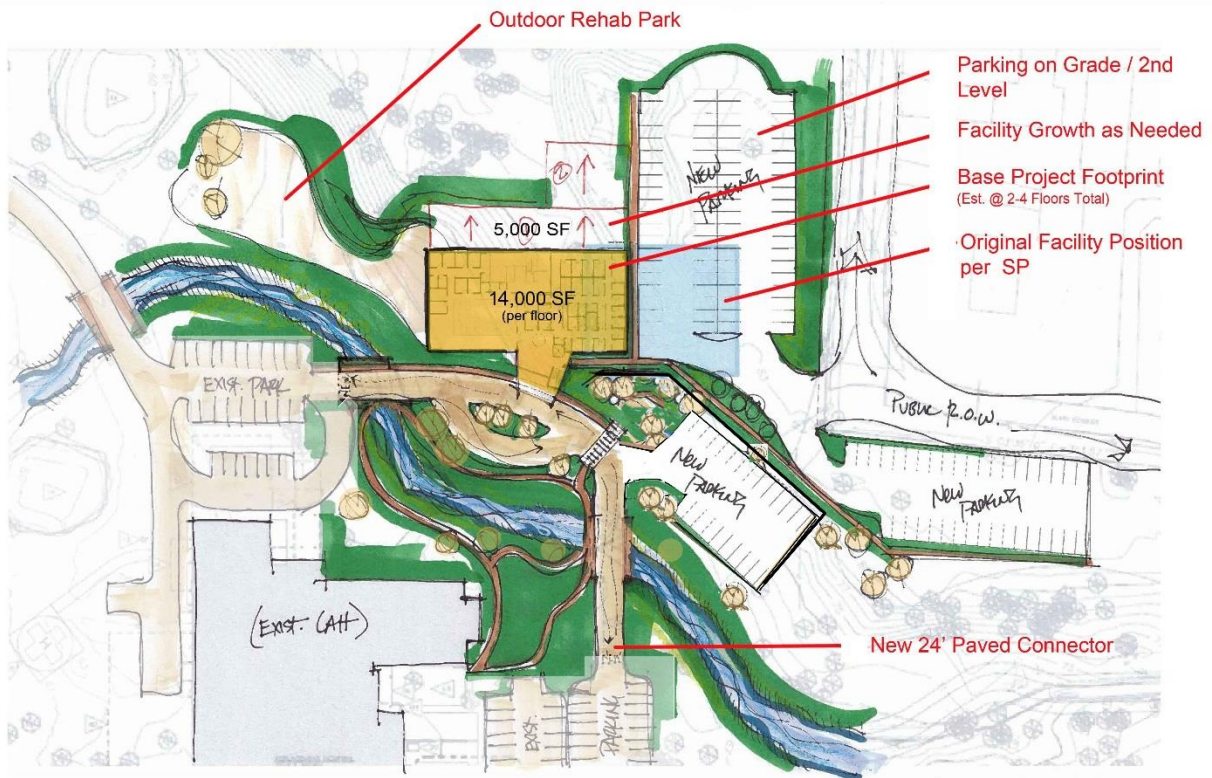 Outdoor Rehab Park
Parking on Grade / 2nd
Level
Facility Growth as Needed
Base Project Footprint
(Est. @ 2-4 Floors Total)
Original Facility Position
per SP
NEW
PARKING
2
5,000 SF
14,000 SF
(per floor)
EXIST. PARK
PUBLIC R.O.W.
NEW
PARKING
NEW
PARKING
(EXIST. CAH)
New 24' Paved Connector
EXIST.
PARKING